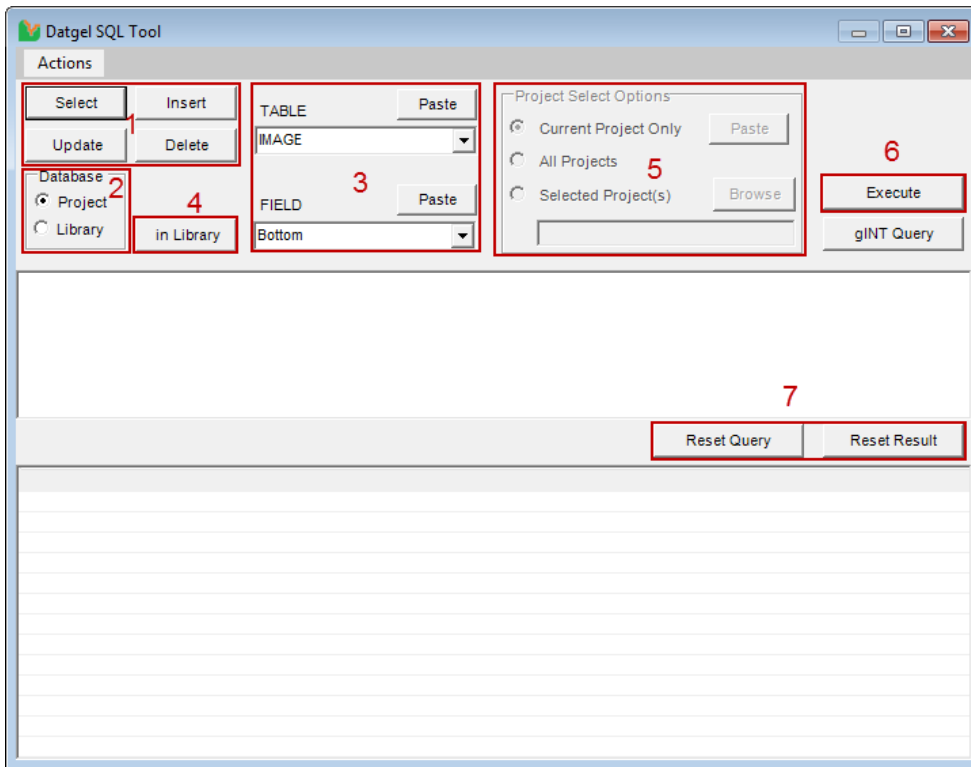 Datgel SQL Tool
Actions
Select Insert
1
Update Delete
Database
2
Project
Library
4
in Library
TABLE Paste
IMAGE
3
FIELD Paste
Bottom
Project Select Options
Current Project Only Paste
All Projects
5
Selected Project(s) Browse
6
Execute
gINT Query
7
Reset Query Reset Result